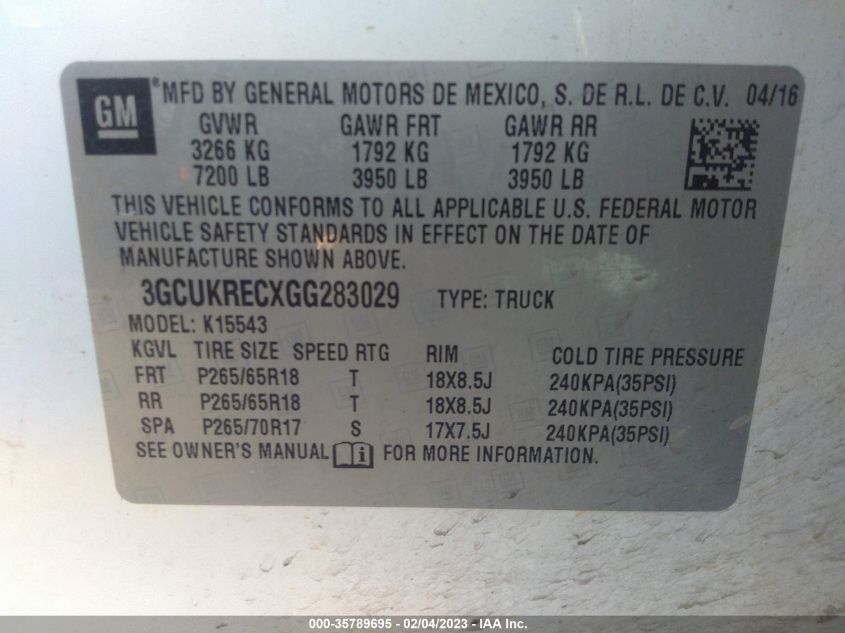 GM ® MFD BY GENERAL MOTORS DE MEXICO, S. DE R.L. DE C.V. 04/16
GVWR GAWR FRT GAWR RR
3266 KG 1792 KG 1792 KG
7200 LB 3950 LB 3950 LB
THIS VEHICLE CONFORMS TO ALL APPLICABLE U.S. FEDERAL MOTOR
VEHICLE SAFETY STANDARDS IN EFFECT ON THE DATE OF
MANUFACTURE SHOWN ABOVE.
3GCUKRECXGG283029 TYPE: TRUCK
MODEL: K15543
KGVL TIRE SIZE SPEED RTG RIM COLD TIRE PRESSURE
FRT P265/65R18 T 18X8.5J 240KPA(35PSI)
RR P265/65R18 T 18X8.5J 240KPA(35PSI)
SPA P265/70R17 S 17X7.5J 240KPA(35PSI)
SEE OWNER'S MANUAL i FOR MORE INFORMATION.
000-35789695 - 02/04/2023 - IAA Inc.